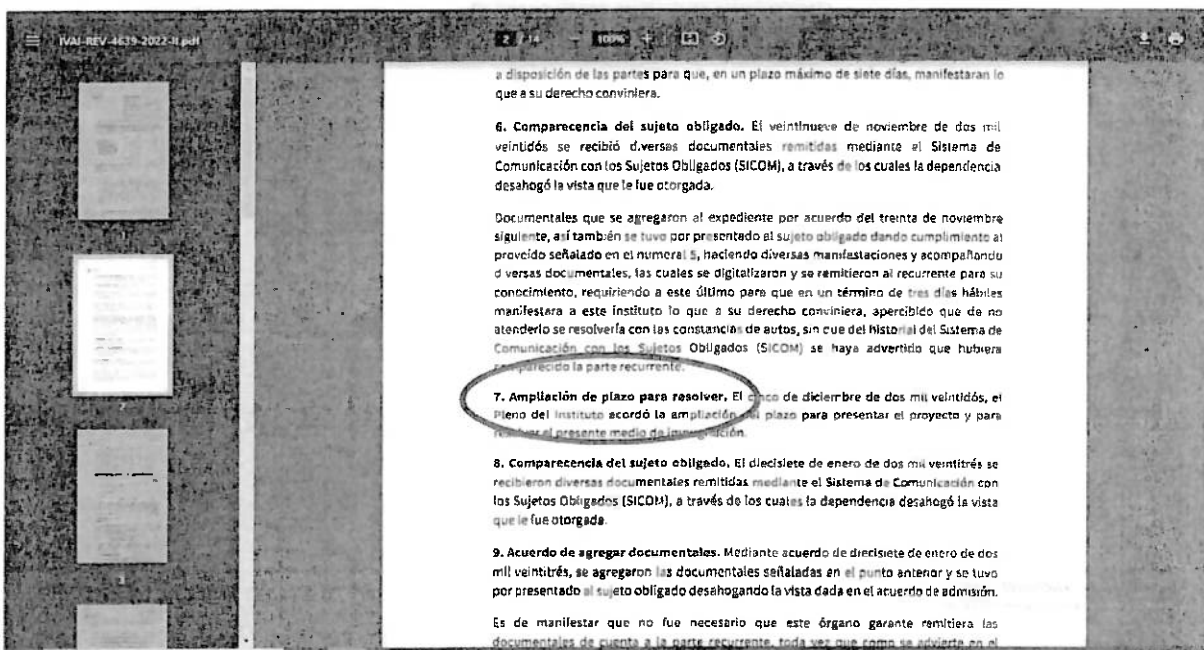 IVAI-REV-4639-2022-II.pdf
2 / 14
100%
a disposición de las partes para que, en un plazo máximo de siete días, manifestaran lo
que a su derecho conviniera.
6. Comparecencia del sujeto obligado. El veintinueve de noviembre de dos mil
veintidós se recibió diversas documentales remitidas mediante el Sistema de
Comunicación con los Sujetos Obligados (SICOM), a través de los cuales la dependencia
desahogó la vista que le fue otorgada.
Documentales que se agregaron al expediente por acuerdo del treinta de noviembre
siguiente, así también se tuvo por presentado al sujeto obligado dando cumplimiento al
proveído señalado en el numeral 5, haciendo diversas manifestaciones y acompañando
d versas documentales, las cuales se digitalizaron y se remitieron al recurrente para su
conocimiento, requiriendo a este último para que en un término de tres días hábiles
manifestara a este instituto lo que a su derecho conviniera, apercibido que de no
atenderlo se resolvería con las constancias de autos, sin que del historial del Sistema de
Comunicación con los Sujetos Obligados (SICOM) se haya advertido que hubiera
comparecido la parte recurrente.
7. Ampliación de plazo para resolver. El cinco de diciembre de dos mil veintidós, el
Pleno del Instituto acordó la ampliación del plazo para presentar el proyecto y para
resolver el presente medio de impugnación.
8. Comparecencia del sujeto obligado. El diecisiete de enero de dos mil veintitrés se
recibieron diversas documentales remitidas mediante el Sistema de Comunicación con
los Sujetos Obligados (SICOM), a través de los cuales la dependencia desahogó la vista
que le fue otorgada.
9. Acuerdo de agregar documentales. Mediante acuerdo de diecisiete de enero de dos
mil veintitrés, se agregaron las documentales señaladas en el punto anterior y se tuvo
por presentado al sujeto obligado desahogando la vista dada en el acuerdo de admisión.
Es de manifestar que no fue necesario que este órgano garante remitiera las
documentales de cuenta a la parte recurrente, toda vez que como se advierte en el
1
2
3